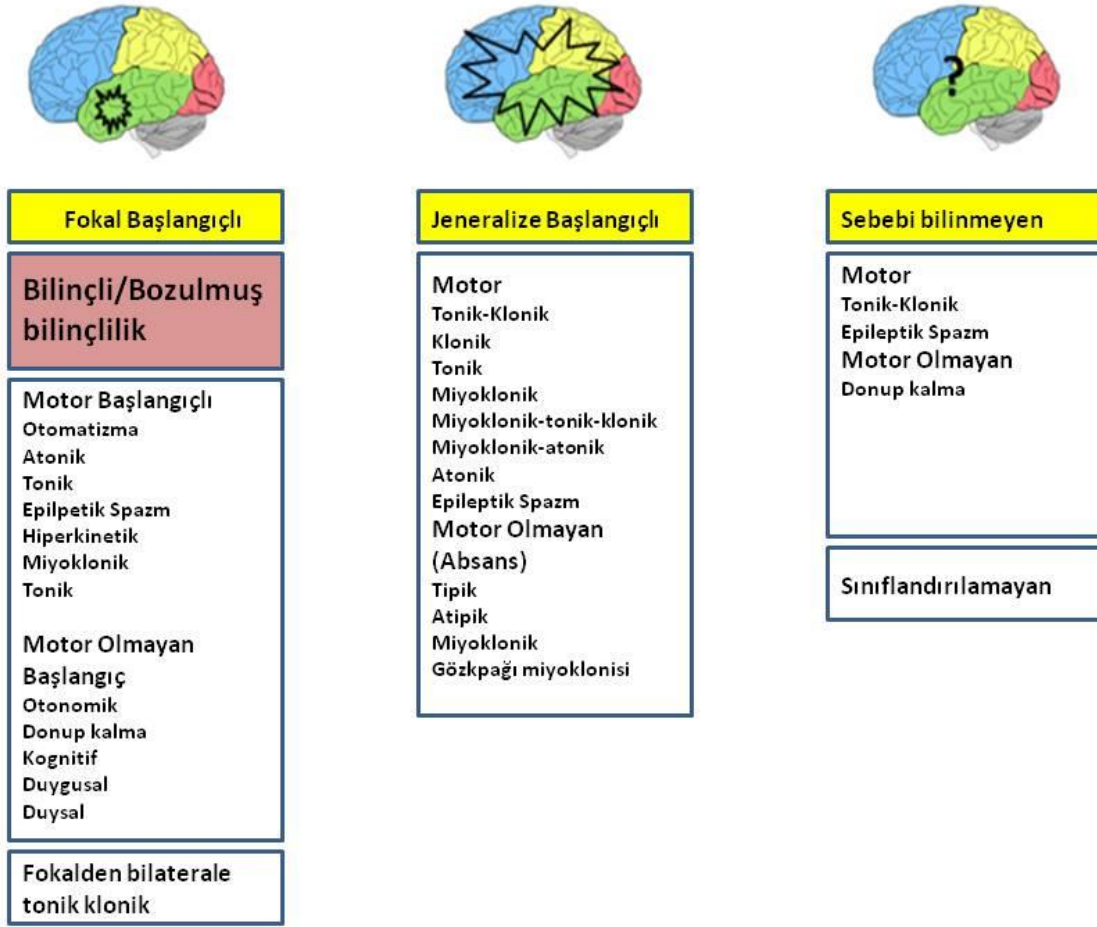 ?
Fokal Başlangıçlı
Bilinçli/Bozulmuş
bilinçlilik
Motor Başlangıçlı
Otomatizma
Atonik
Tonik
Epilpetik Spazm
Hiperkinetik
Miyoklonik
Tonik
Motor Olmayan
Başlangıç
Otonomik
Donup kalma
Kognitif
Duygusal
Duysal
Fokalden bilaterale
tonik klonik
Jeneralize Başlangıçlı
Motor
Tonik-Klonik
Klonik
Tonik
Miyoklonik
Miyoklonik-tonik-klonik
Miyoklonik-atonik
Atonik
Epileptik Spazm
Motor Olmayan
(Absans)
Tipik
Atipik
Miyoklonik
Gözkpağı miyoklonisi
Sebebi bilinmeyen
Motor
Tonik-Klonik
Epileptik Spazm
Motor Olmayan
Donup kalma
Sınıflandırılamayan